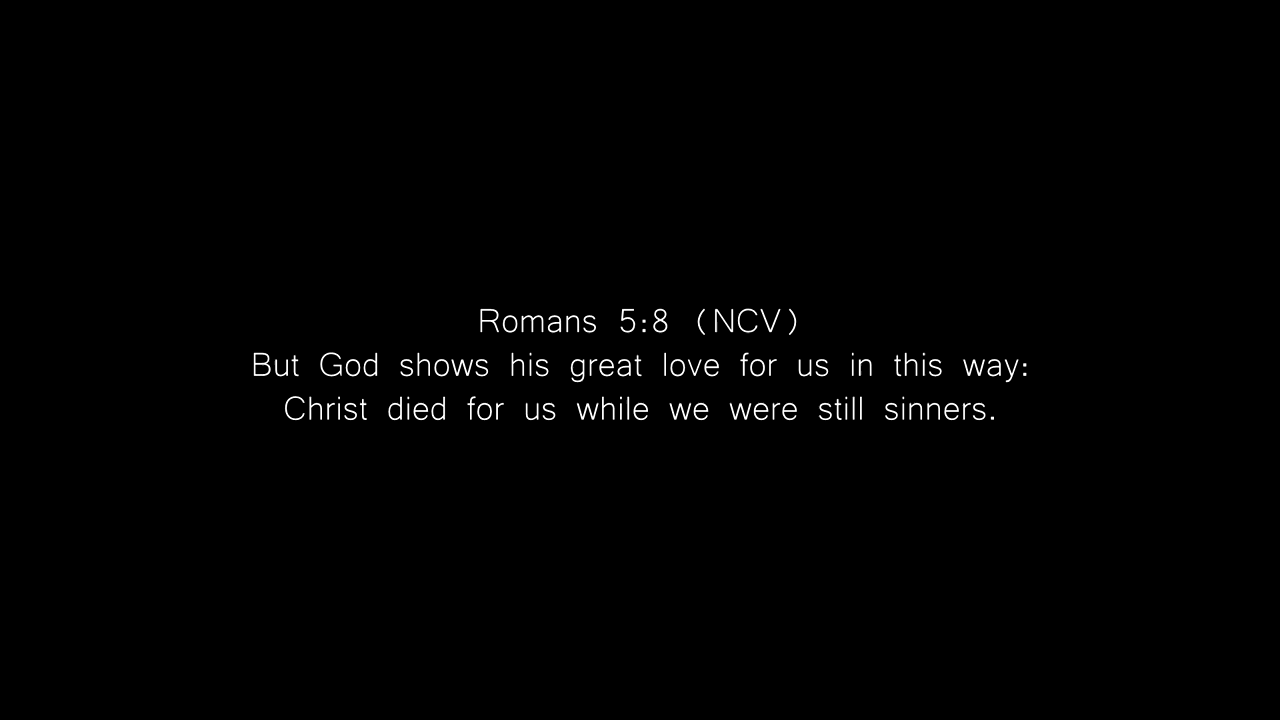 Romans 5:8 (NCV)
But God shows his great love for us in this way:
Christ died for us while we were still sinners.